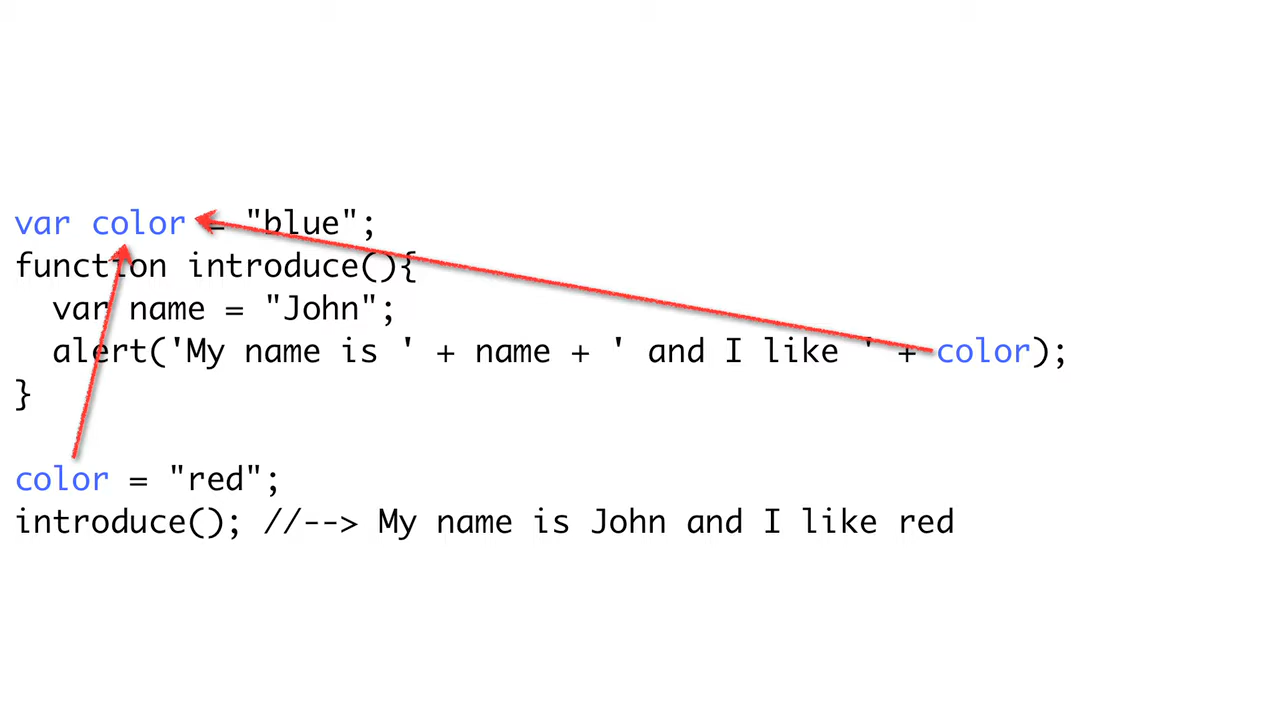 var color = "blue";
function introduce(){
  var name = "John";
  alert('My name is ' + name + ' and I like ' + color);
}
color = "red";
introduce(); //--> My name is John and I like red